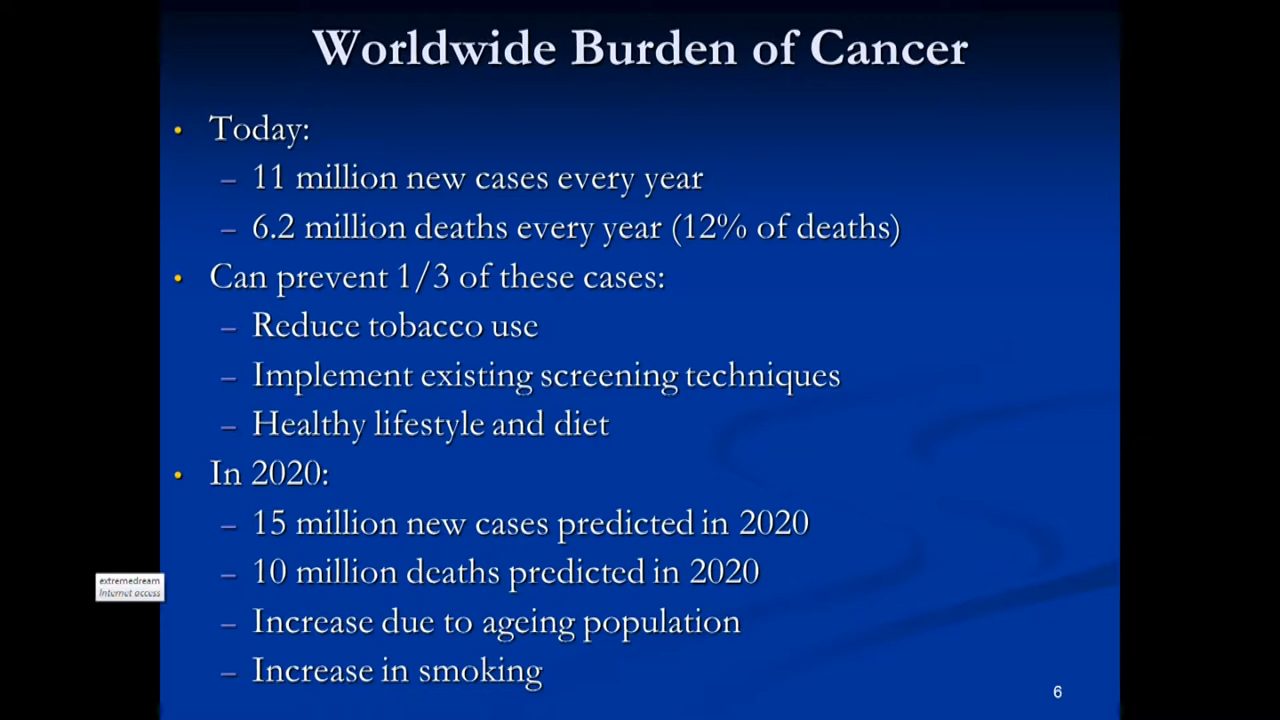 Worldwide Burden of Cancer
• Today:
– 11 million new cases every year
– 6.2 million deaths every year (12% of deaths)
• Can prevent 1/3 of these cases:
– Reduce tobacco use
– Implement existing screening techniques
– Healthy lifestyle and diet
• In 2020:
– 15 million new cases predicted in 2020
– 10 million deaths predicted in 2020
– Increase due to ageing population
– Increase in smoking
extremedream
Internet access
6